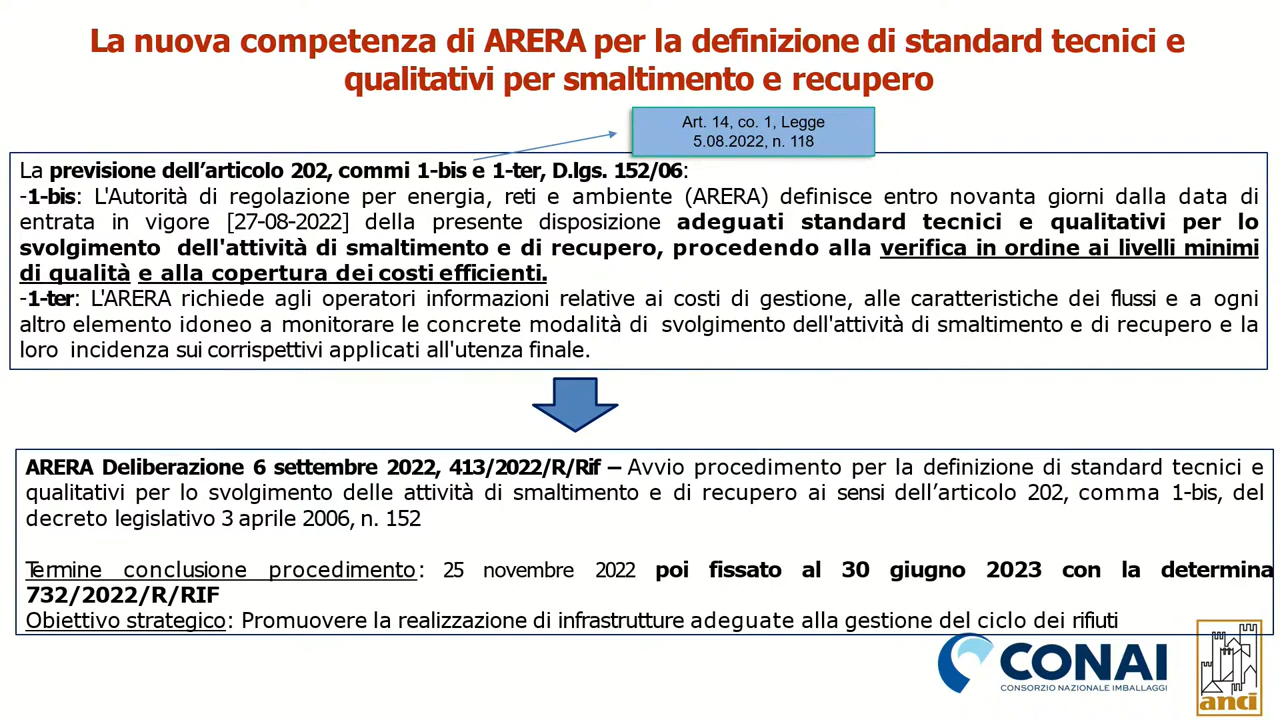 La nuova competenza di ARERA per la definizione di standard tecnici e
qualitativi per smaltimento e recupero
Art. 14, co. 1, Legge
5.08.2022, n. 118
La previsione dell’articolo 202, commi 1-bis e 1-ter, D.lgs. 152/06:
-1-bis: L'Autorità di regolazione per energia, reti e ambiente (ARERA) definisce entro novanta giorni dalla data di
entrata in vigore [27-08-2022] della presente disposizione adeguati standard tecnici e qualitativi per lo
svolgimento dell'attività di smaltimento e di recupero, procedendo alla verifica in ordine ai livelli minimi
di qualità e alla copertura dei costi efficienti.
-1-ter: L'ARERA richiede agli operatori informazioni relative ai costi di gestione, alle caratteristiche dei flussi e a ogni
altro elemento idoneo a monitorare le concrete modalità di svolgimento dell'attività di smaltimento e di recupero e la
loro incidenza sui corrispettivi applicati all'utenza finale.
ARERA Deliberazione 6 settembre 2022, 413/2022/R/Rif – Avvio procedimento per la definizione di standard tecnici e
qualitativi per lo svolgimento delle attività di smaltimento e di recupero ai sensi dell’articolo 202, comma 1-bis, del
decreto legislativo 3 aprile 2006, n. 152
Termine conclusione procedimento: 25 novembre 2022 poi fissato al 30 giugno 2023 con la determina
732/2022/R/RIF
Obiettivo strategico: Promuovere la realizzazione di infrastrutture adeguate alla gestione del ciclo dei rifiuti
CONAI
CONSORZIO NAZIONALE IMBALLAGGI
anci